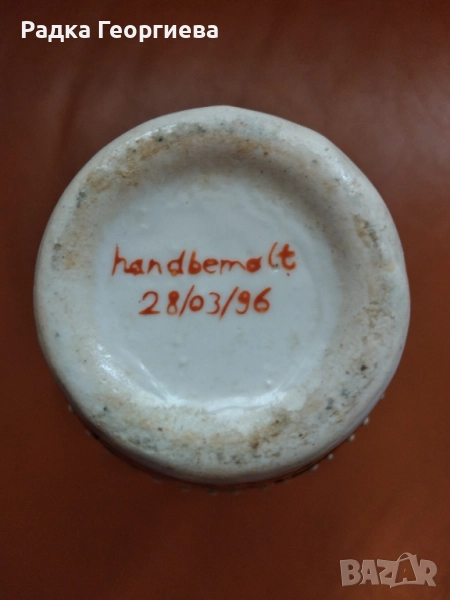 Радка Георгиева
handbemalt
28/03/96
BAZAR